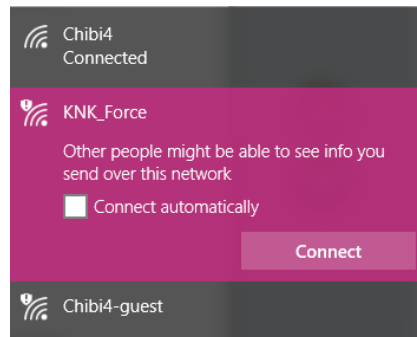 Chibi4
Connected
KNK_Force
Other people might be able to see info you
send over this network
Connect automatically
Connect
Chibi4-guest